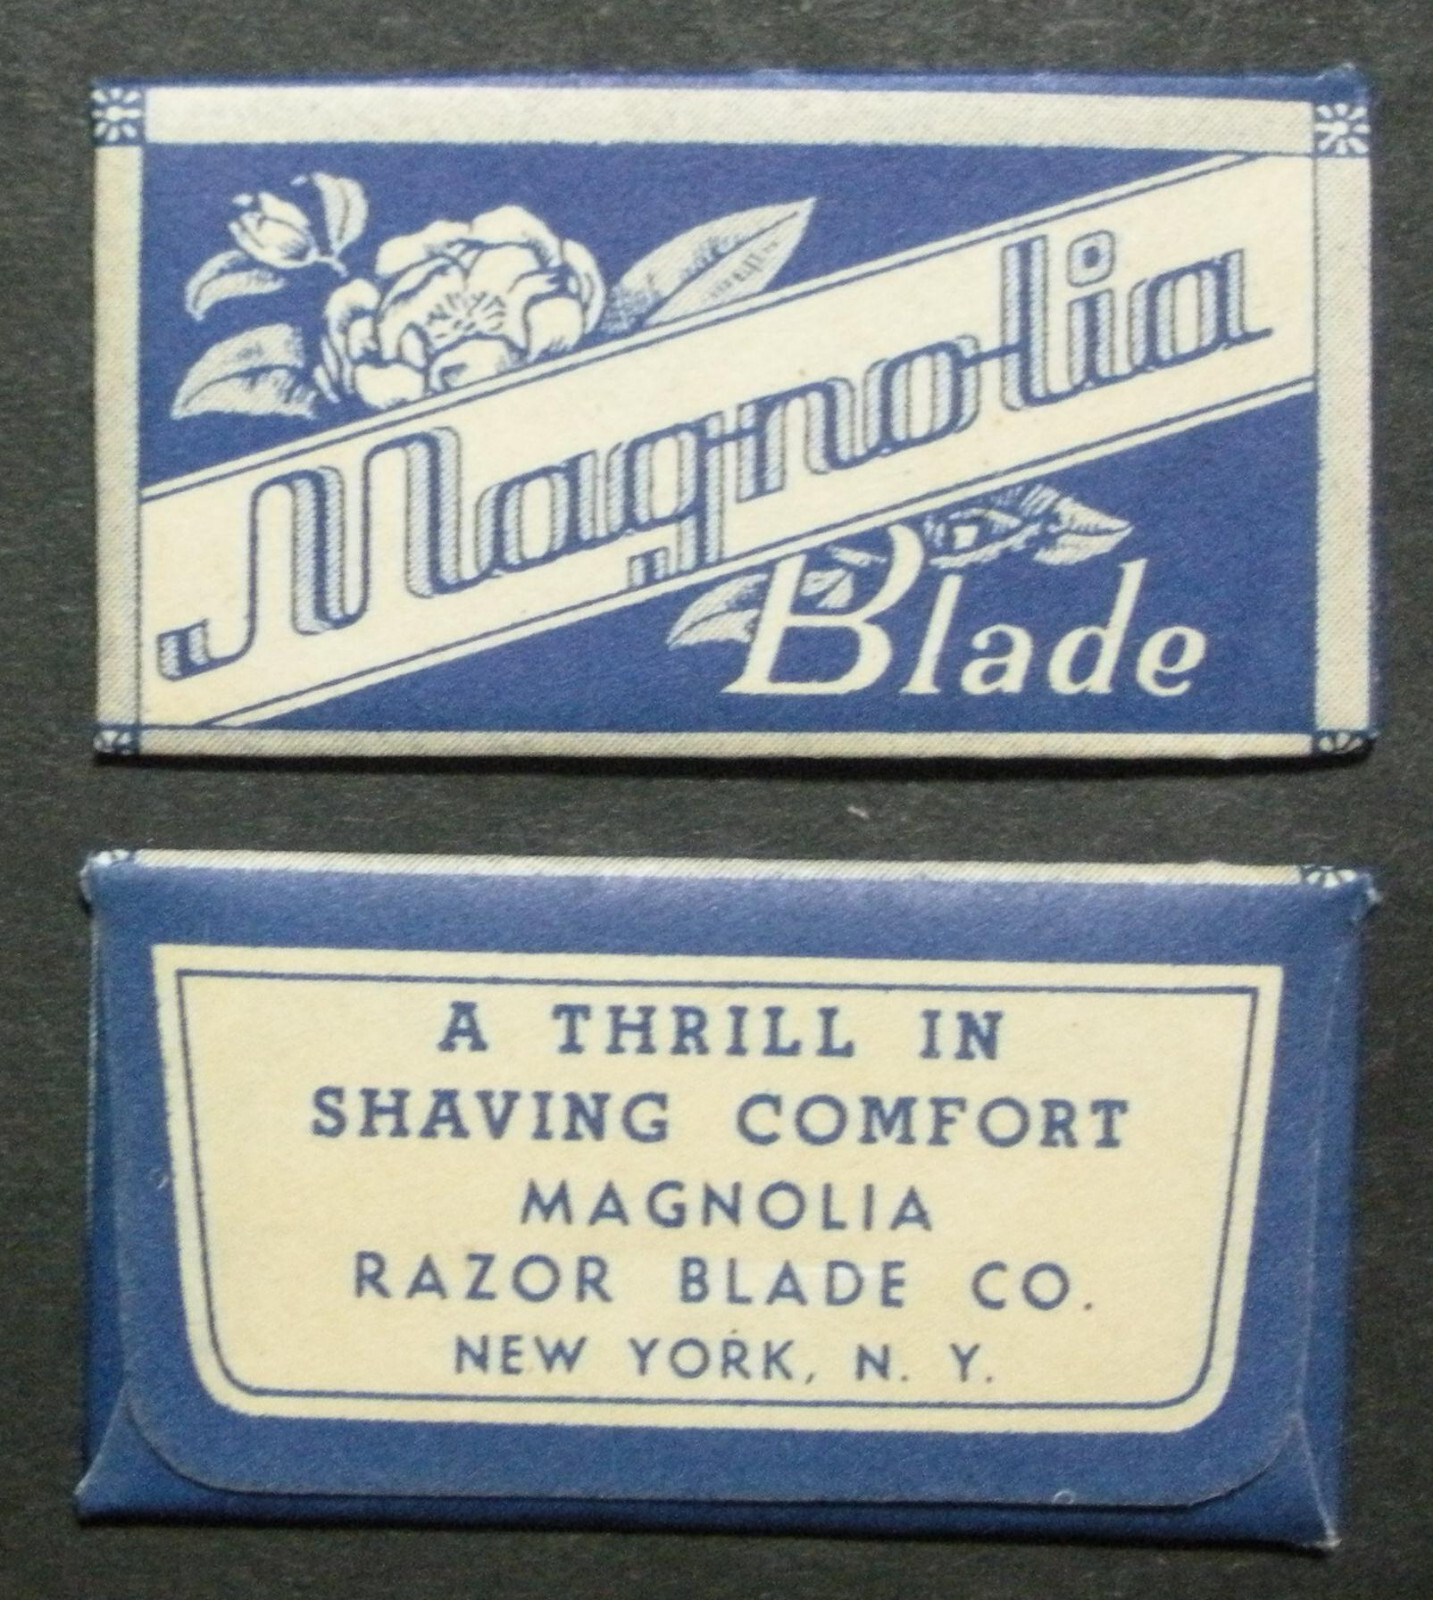 Magnolia
Blade
A THRILL IN
SHAVING COMFORT
MAGNOLIA
RAZOR BLADE CO.
NEW YORK, N. Y.